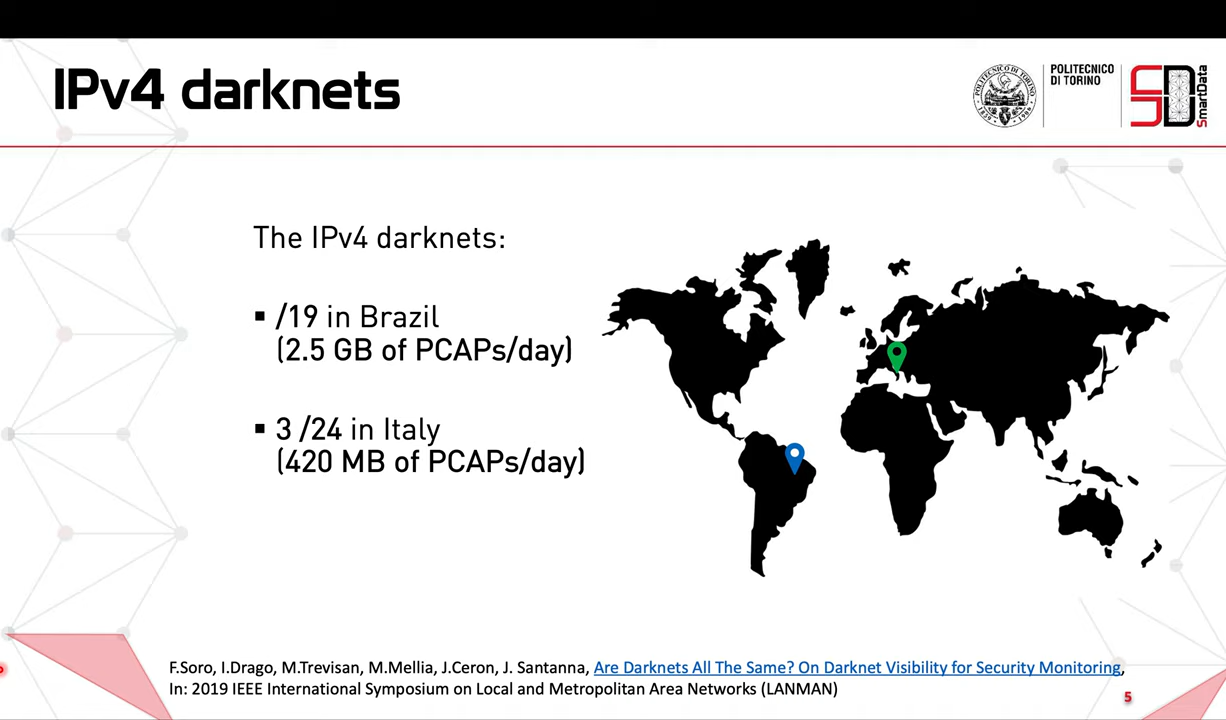 IPv4 darknets
POLITECNICO
DI TORINO
SmartData
The IPv4 darknets:
▪ /19 in Brazil
(2.5 GB of PCAPs/day)
▪ 3 /24 in Italy
(420 MB of PCAPs/day)
F.Soro, I.Drago, M.Trevisan, M.Mellia, J.Ceron, J. Santanna, Are Darknets All The Same? On Darknet Visibility for Security Monitoring,
In: 2019 IEEE International Symposium on Local and Metropolitan Area Networks (LANMAN)
5